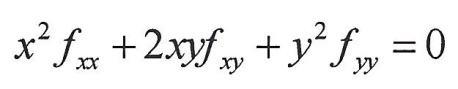 x² f_xx + 2xyf_xy + y² f_yy = 0